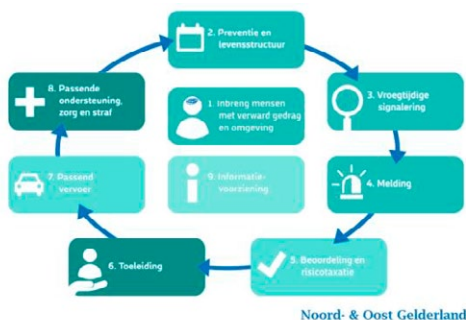 2. Preventie en
levensstructuur
8. Passende
ondersteuning,
zorg en straf
1. Inbreng mensen
met verward gedrag
en omgeving
3. Vroegtijdige
signalering
7. Passend
vervoer
9. Informatie-
voorziening
4. Melding
6. Toeleiding
5. Beoordeling en
risicotaxatie
Noord- & Oost Gelderland